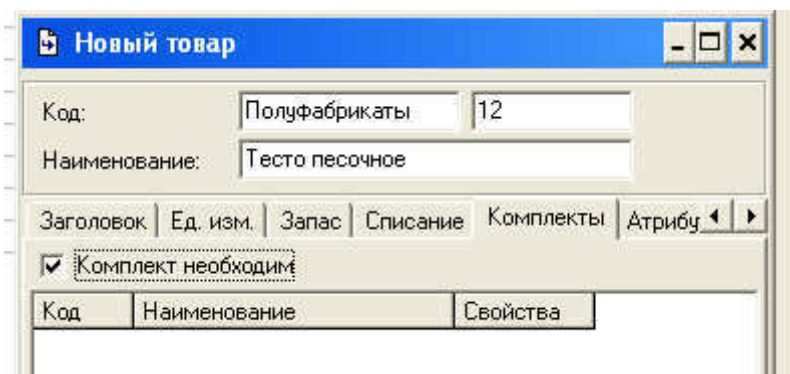 Новый товар
Код: Полуфабрикаты 12
Наименование: Тесто песочное
Заголовок Ед. изм. Запас Списание Комплекты Атрибу
Комплект необходим
Код Наименование Свойства